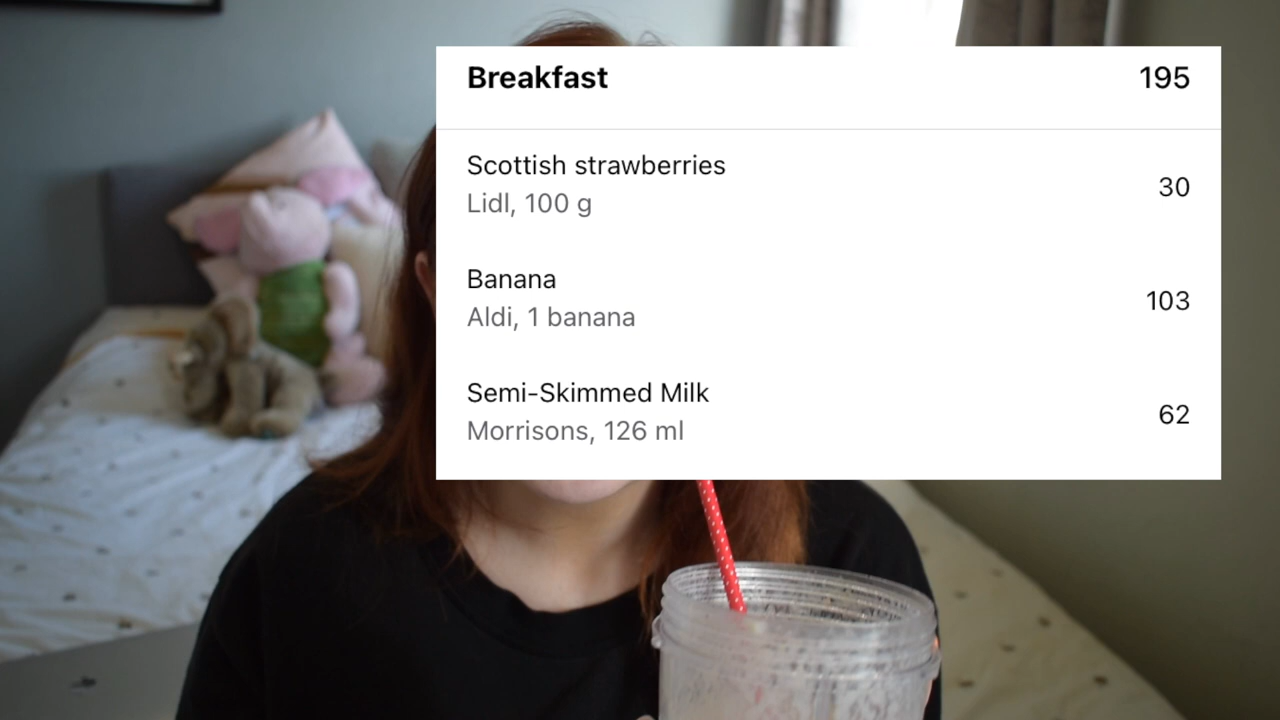 Breakfast 195
Scottish strawberries
Lidl, 100 g
30
Banana
Aldi, 1 banana
103
Semi-Skimmed Milk
Morrisons, 126 ml
62